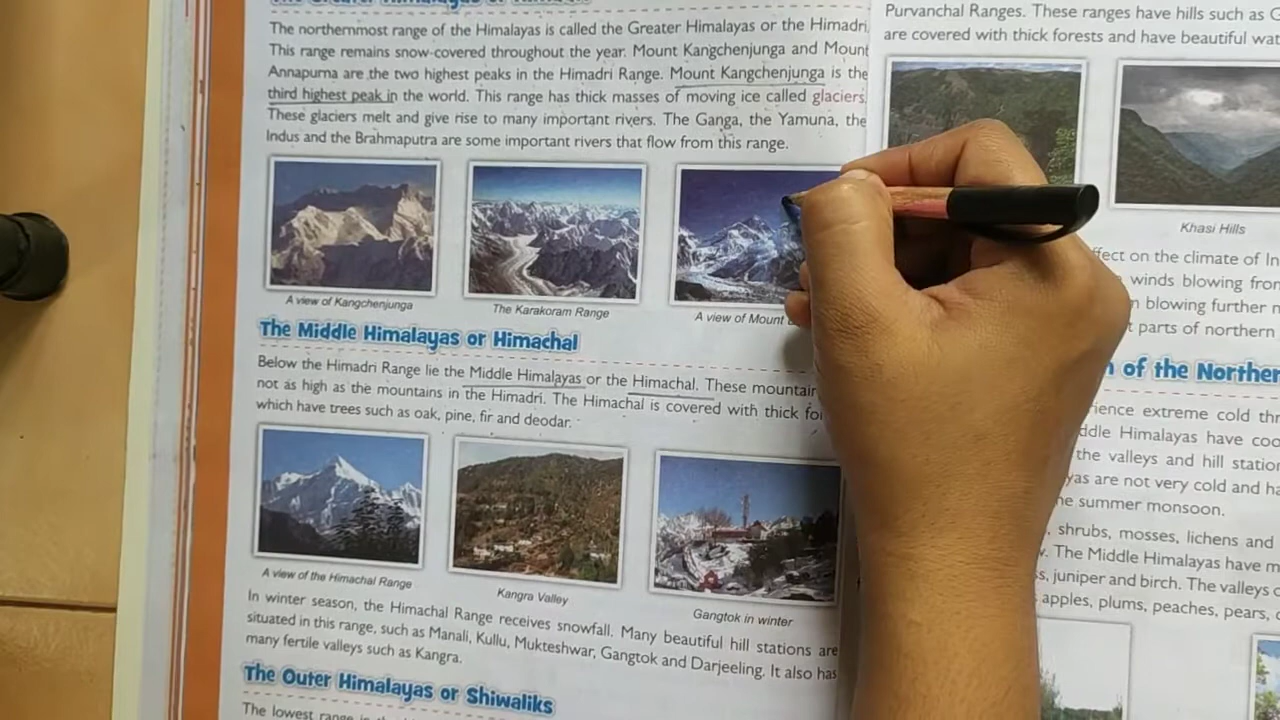 The northernmost range of the Himalayas is called the Greater Himalayas or the Himadri.
This range remains snow-covered throughout the year. Mount Kangchenjunga and Mount
Annapurna are the two highest peaks in the Himadri Range. Mount Kangchenjunga is the
third highest peak in the world. This range has thick masses of moving ice called glaciers.
These glaciers melt and give rise to many important rivers. The Ganga, the Yamuna, the
Indus and the Brahmaputra are some important rivers that flow from this range.
A view of Kangchenjunga
The Karakoram Range
A view of Mount
The Middle Himalayas or Himachal
Below the Himadri Range lie the Middle Himalayas or the Himachal. These mountain
not as high as the mountains in the Himadri. The Himachal is covered with thick
which have trees such as oak, pine, fir and deodar.
A view of the Himachal Range
Kangra Valley
Gangtok in winter
In winter season, the Himachal Range receives snowfall. Many beautiful hill stations are
situated in this range, such as Manali, Kullu, Mukteshwar, Gangtok and Darjeeling. It also has
many fertile valleys such as Kangra.
The Outer Himalayas or Shiwaliks
The lowest range
Purvanchal Ranges. These ranges have hills such as
are covered with thick forests and have beautiful
Khasi Hills
on the climate of
winds blowing
blowing further
parts of northern
of the
extreme cold
Himalayas have
the valleys and hill
are not very cold and
summer monsoon.
shrubs, mosses, lichens and
The Middle Himalayas have
juniper and birch. The valleys
apples, plums, peaches, pears,